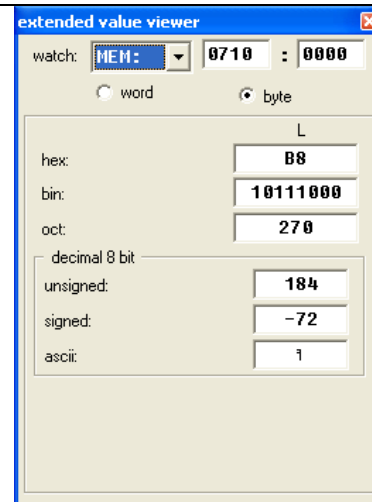 extended value viewer
watch: MEM: 0710 : 0000
word byte
L
hex: B8
bin: 10111000
oct: 270
decimal 8 bit
unsigned: 184
signed: -72
ascii: